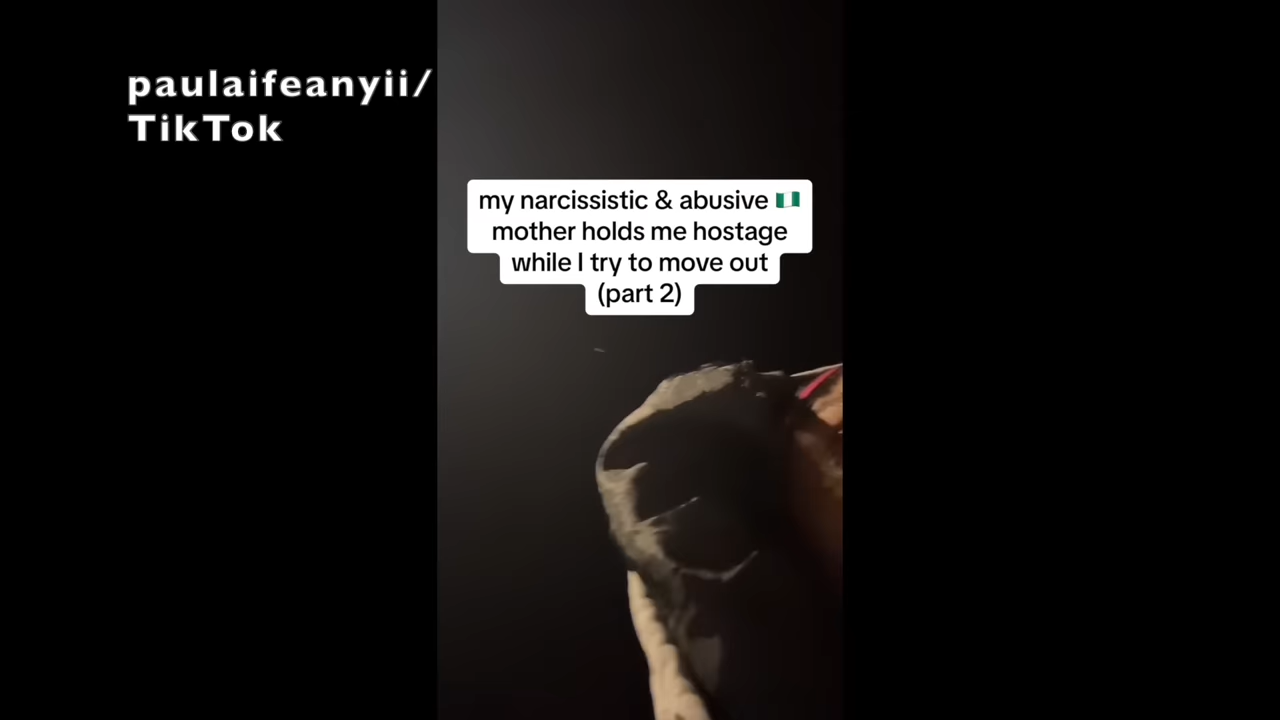 paulaifeanyii/
TikTok
my narcissistic & abusive 🇳🇬
mother holds me hostage
while I try to move out
(part 2)